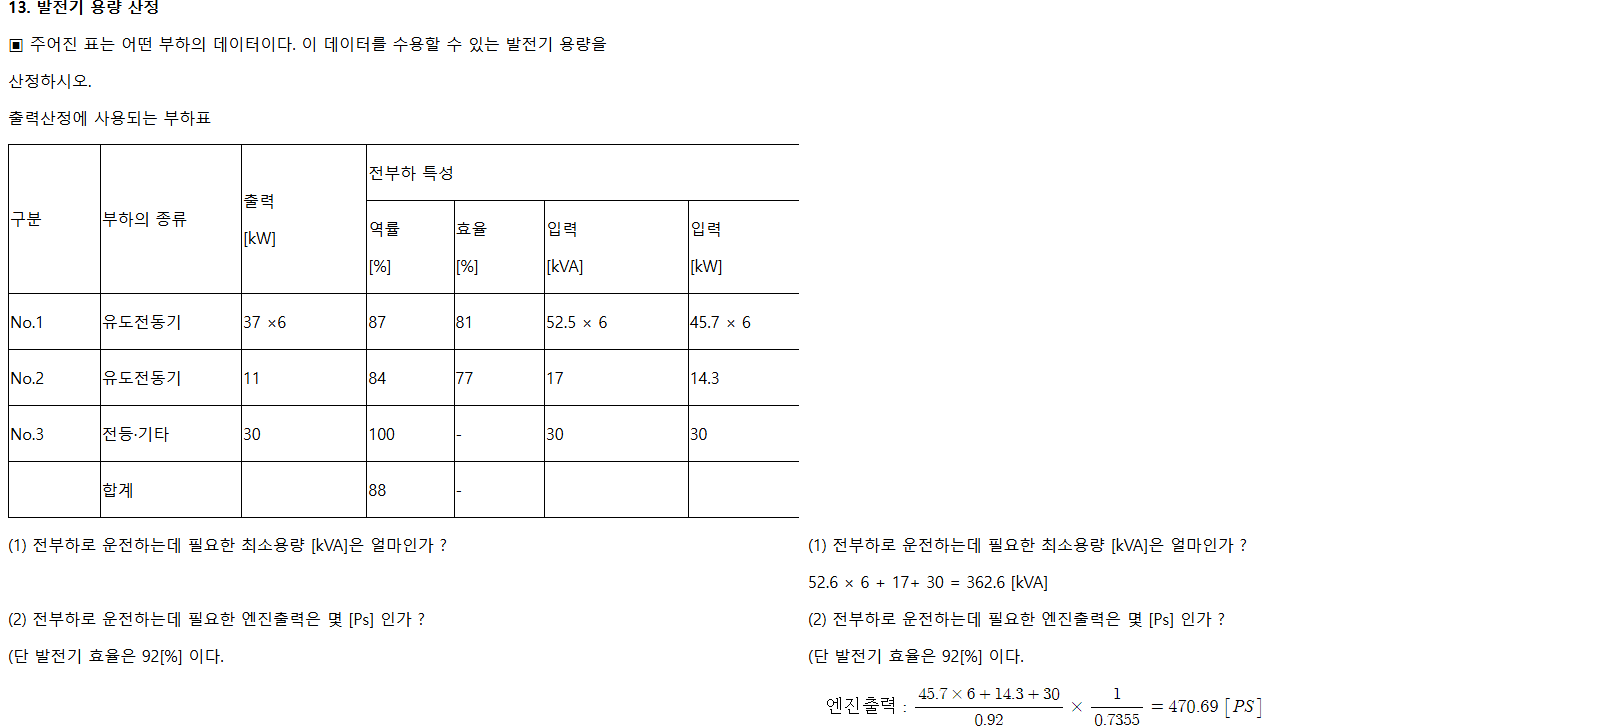 13. 발전기 용량 산정
▣ 주어진 표는 어떤 부하의 데이터이다. 이 데이터를 수용할 수 있는 발전기 용량을
산정하시오.
출력산정에 사용되는 부하표
구분 부하의 종류 출력 [kW] 전부하 특성
역률 [%] 효율 [%] 입력 [kVA] 입력 [kW]
No.1 유도전동기 37 ×6 87 81 52.5 × 6 45.7 × 6
No.2 유도전동기 11 84 77 17 14.3
No.3 전등·기타 30 100 - 30 30
합계 88 -
(1) 전부하로 운전하는데 필요한 최소용량 [kVA]은 얼마인가 ?
(2) 전부하로 운전하는데 필요한 엔진출력은 몇 [Ps] 인가 ?
(단 발전기 효율은 92[%] 이다.
(1) 전부하로 운전하는데 필요한 최소용량 [kVA]은 얼마인가 ?
52.6 × 6 + 17+ 30 = 362.6 [kVA]
(2) 전부하로 운전하는데 필요한 엔진출력은 몇 [Ps] 인가 ?
(단 발전기 효율은 92[%] 이다.
엔진출력 : 45.7×6+14.3+30 / 0.92 × 1 / 0.7355 = 470.69 [PS]